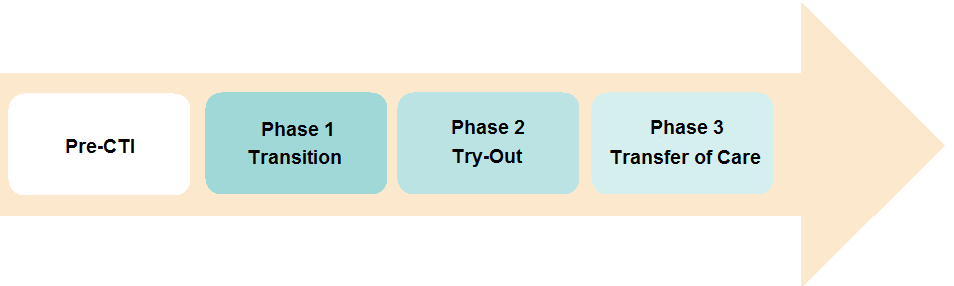 Pre-CTI
Phase 1
Transition
Phase 2
Try-Out
Phase 3
Transfer of Care